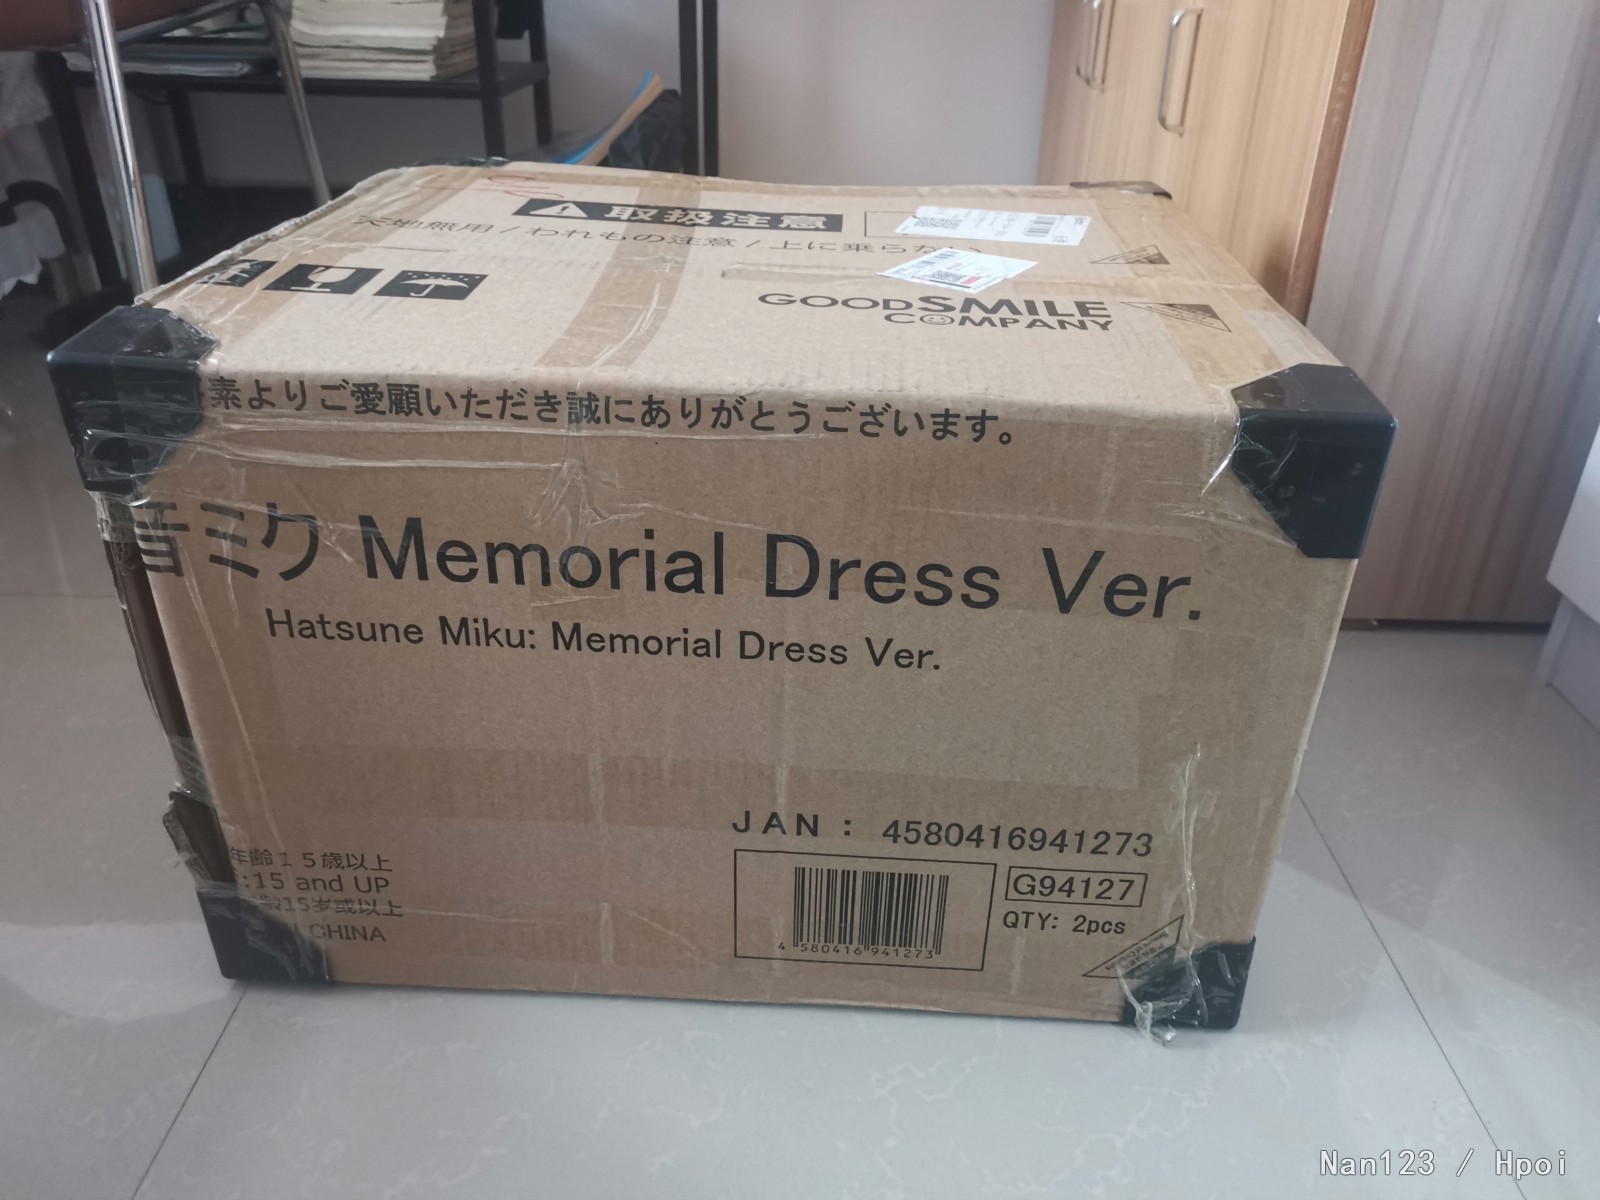 取扱注意
天地無用/われもの注意/上に乗らない
GOODSMILE
COMPANY
素よりご愛顧いただき誠にありがとうございます。
音ミク Memorial Dress Ver.
Hatsune Miku: Memorial Dress Ver.
JAN: 4580416941273
年齢15歳以上
:15 and UP
齢15岁或以上
CHINA
4 580416 941273
G94127
QTY: 2pcs
Nan123 / Hpoi